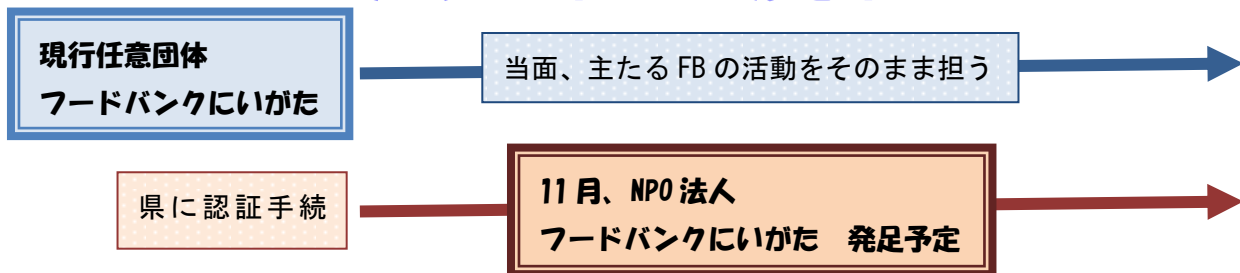 現行任意団体
フードバンクにいがた
当面、主たるFBの活動をそのまま担う
県に認証手続
11月、NPO法人
フードバンクにいがた　発足予定